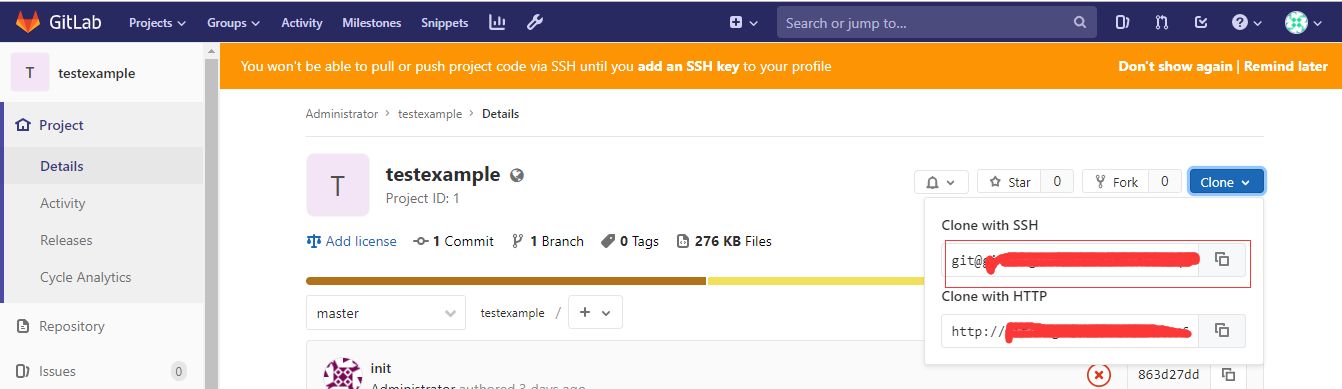 GitLab Projects Groups Activity Milestones Snippets Search or jump to...
T testexample
You won't be able to pull or push project code via SSH until you add an SSH key to your profile Don't show again | Remind later
Project
Details
Activity
Releases
Cycle Analytics
Repository
Issues 0
Administrator > testexample > Details
T
testexample
Project ID: 1
Star 0 Fork 0 Clone
Add license 1 Commit 1 Branch 0 Tags 276 KB Files
Clone with SSH
git@
Clone with HTTP
http://
master testexample / +
init
Administrator authored 3 days ago
863d27dd